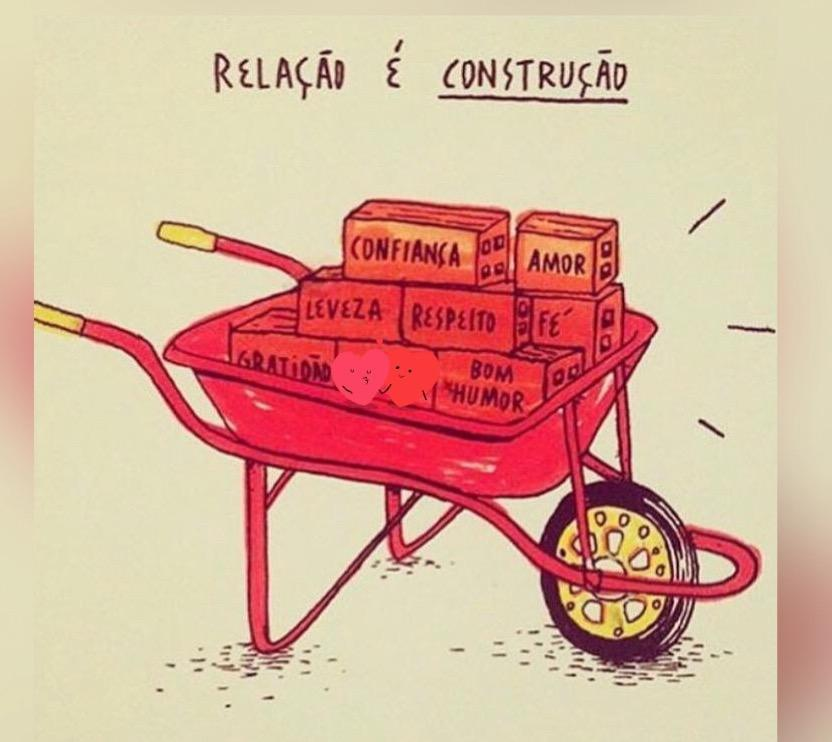 RELAÇÃO É CONSTRUÇÃO
CONFIANÇA
AMOR
LEVEZA
RESPEITO
FÉ
GRATIDÃO
BOM
HUMOR